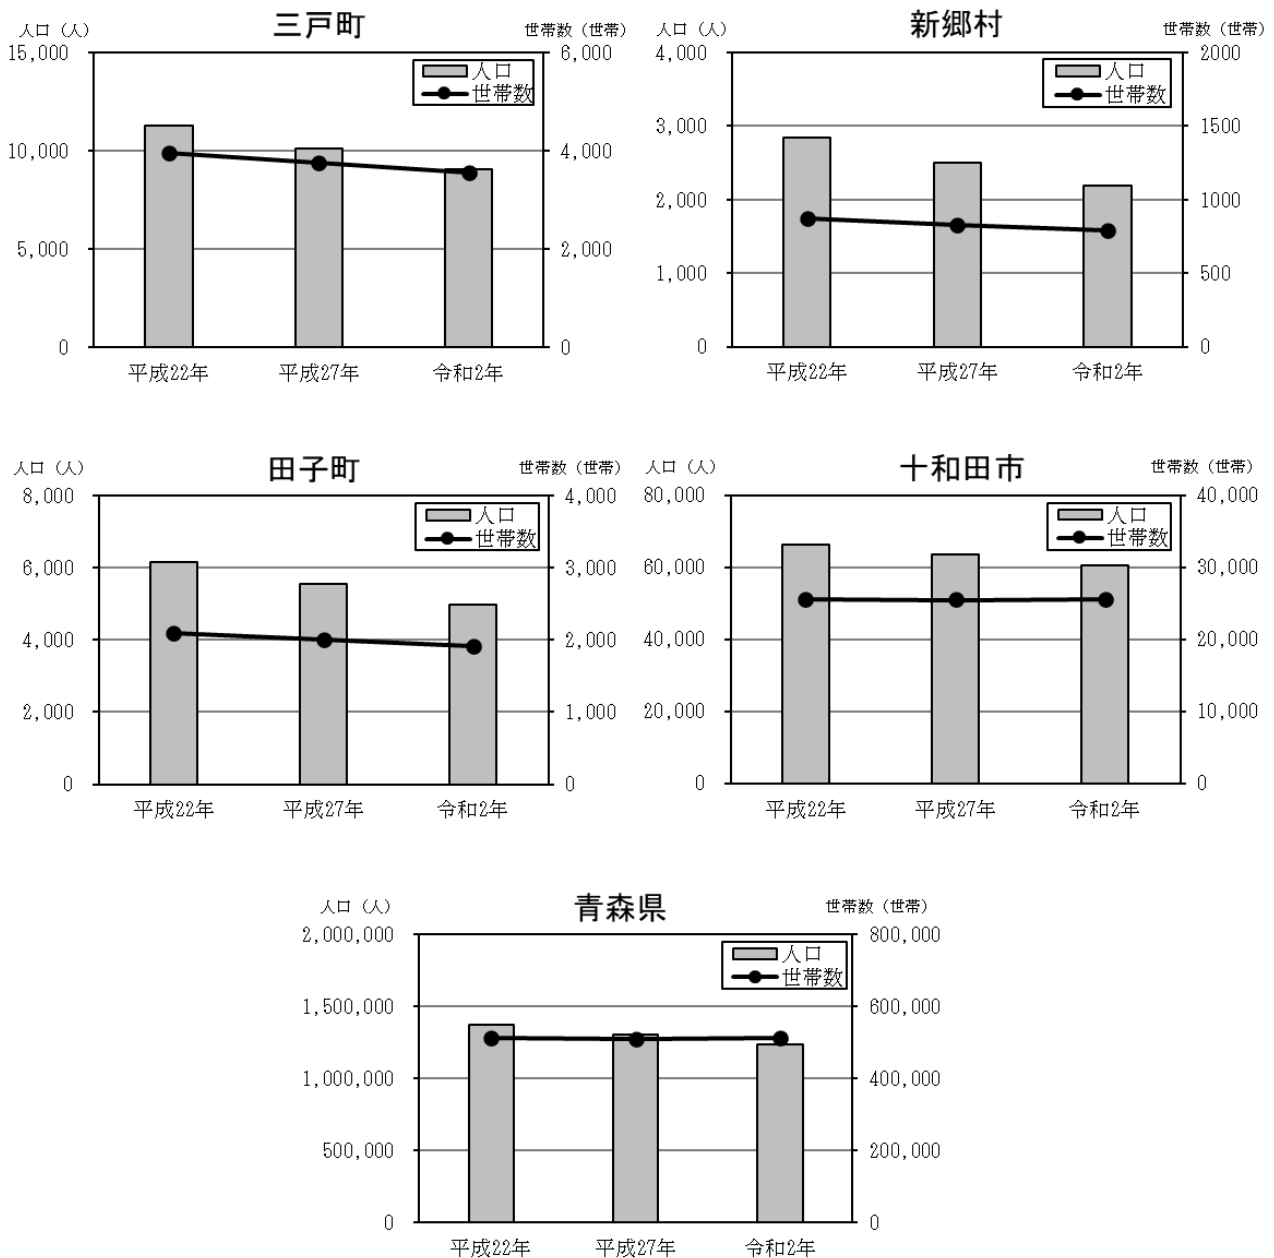 三戸町
人口（人）
世帯数（世帯）
15,000
10,000
5,000
0
6,000
4,000
2,000
0
人口
世帯数
平成22年
平成27年
令和2年
新郷村
人口（人）
世帯数（世帯）
4,000
3,000
2,000
1,000
0
2000
1500
1000
500
0
人口
世帯数
平成22年
平成27年
令和2年
田子町
人口（人）
世帯数（世帯）
8,000
6,000
4,000
2,000
0
4,000
3,000
2,000
1,000
0
人口
世帯数
平成22年
平成27年
令和2年
十和田市
人口（人）
世帯数（世帯）
80,000
60,000
40,000
20,000
0
40,000
30,000
20,000
10,000
0
人口
世帯数
平成22年
平成27年
令和2年
青森県
人口（人）
世帯数（世帯）
2,000,000
1,500,000
1,000,000
500,000
0
800,000
600,000
400,000
200,000
0
人口
世帯数
平成22年
平成27年
令和2年